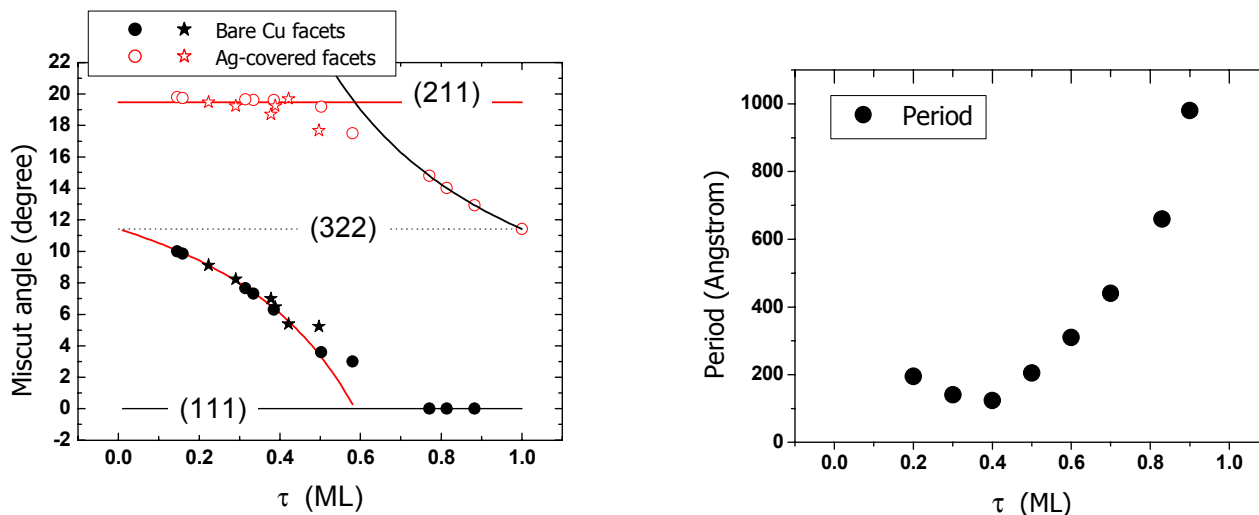 Bare Cu facets
Ag-covered facets
22
20
18
16
14
12
10
8
6
4
2
0
-2
Miscut angle (degree)
(211)
(322)
(111)
0.0 0.2 0.4 0.6 0.8 1.0
τ (ML)
Period
1000
800
600
400
200
0
Period (Angstrom)
0.0 0.2 0.4 0.6 0.8 1.0
τ (ML)